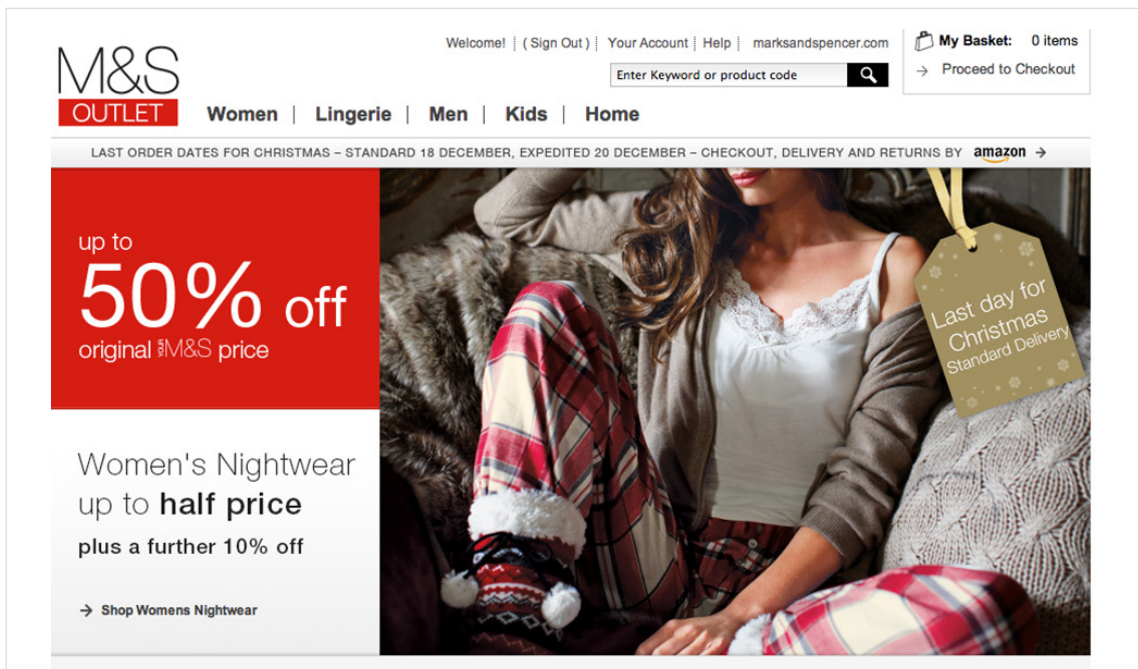 M&S
OUTLET
Welcome! ( Sign Out ) Your Account Help marksandspencer.com
Enter Keyword or product code
My Basket: 0 items
→ Proceed to Checkout
Women | Lingerie | Men | Kids | Home
LAST ORDER DATES FOR CHRISTMAS – STANDARD 18 DECEMBER, EXPEDITED 20 DECEMBER – CHECKOUT, DELIVERY AND RETURNS BY amazon →
up to
50% off
original YOUR M&S price
Women's Nightwear
up to half price
plus a further 10% off
→ Shop Womens Nightwear
Last day for
Christmas
Standard Delivery